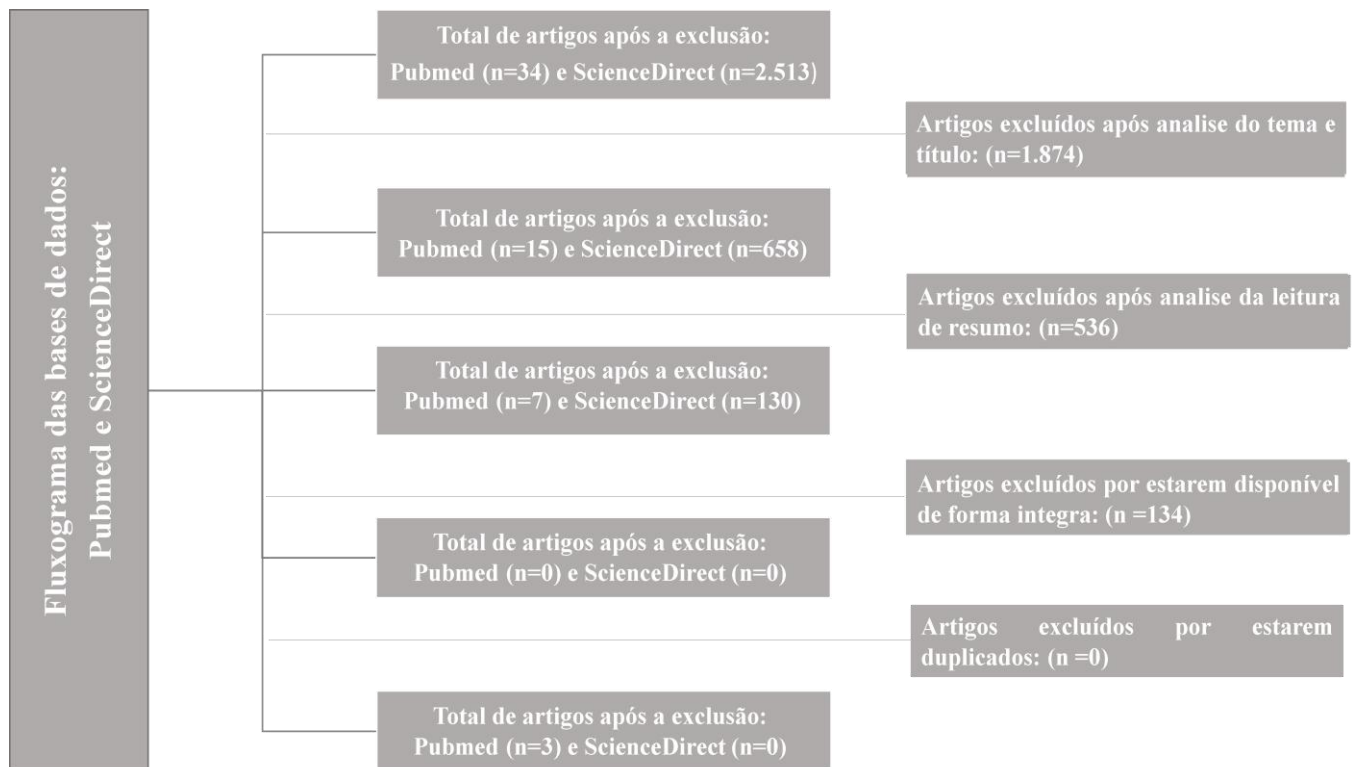 Fluxograma das bases de dados:
Pubmed e ScienceDirect
Total de artigos após a exclusão:
Pubmed (n=34) e ScienceDirect (n=2.513)
Artigos excluídos após analise do tema e
título: (n=1.874)
Total de artigos após a exclusão:
Pubmed (n=15) e ScienceDirect (n=658)
Artigos excluídos após analise da leitura
de resumo: (n=536)
Total de artigos após a exclusão:
Pubmed (n=7) e ScienceDirect (n=130)
Artigos excluídos por estarem disponível
de forma integra: (n =134)
Total de artigos após a exclusão:
Pubmed (n=0) e ScienceDirect (n=0)
Artigos excluídos por estarem
duplicados: (n =0)
Total de artigos após a exclusão:
Pubmed (n=3) e ScienceDirect (n=0)